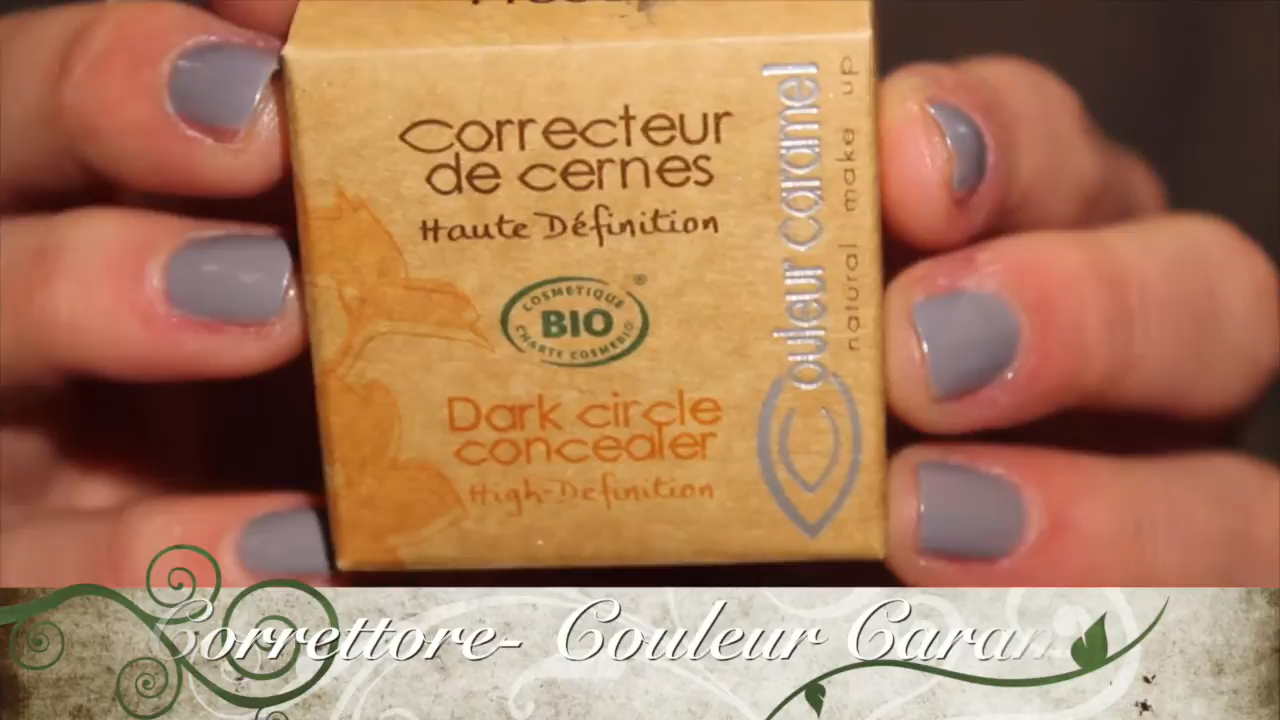 Correcteur
de cernes
Haute Définition
COSMETIQUE
BIO
®
CHARTE COSMEBIO
Dark circle
concealer
High-Definition
couleur caramel
natural make up
Correttore- Couleur Caram